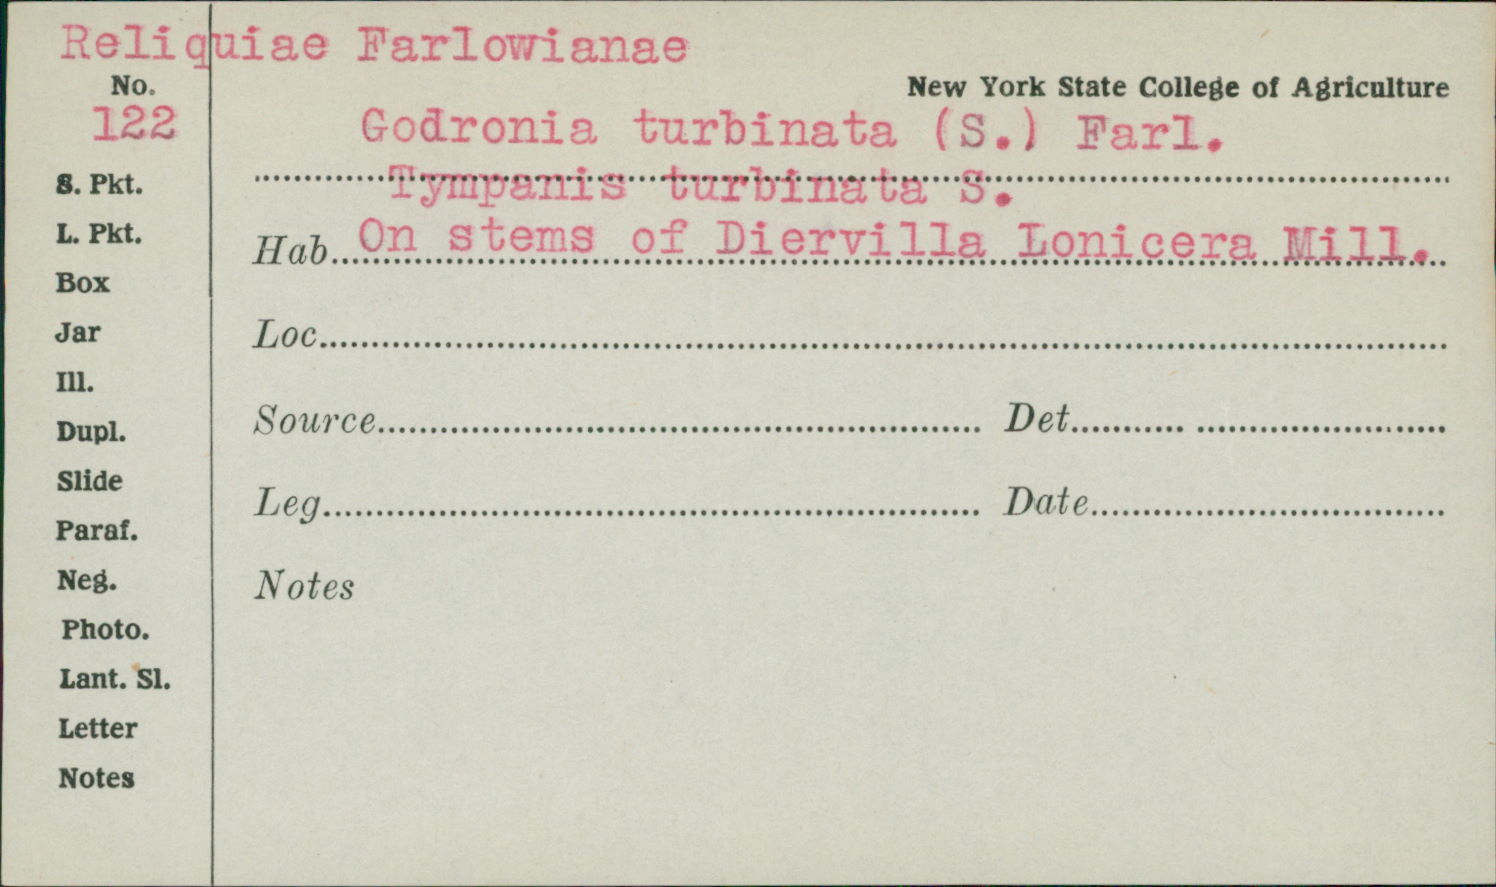 Reliquiae Farlowianae
No.
New York State College of Agriculture
122
Godronia turbinata (S.) Farl.
Tympanis turbinata S.
S. Pkt.
L. Pkt.
Hab. On stems of Diervilla Lonicera Mill.
Box
Jar
Loc.
Ill.
Dupl.
Source Det.
Slide
Leg. Date
Paraf.
Neg.
Notes
Photo.
Lant. Sl.
Letter
Notes